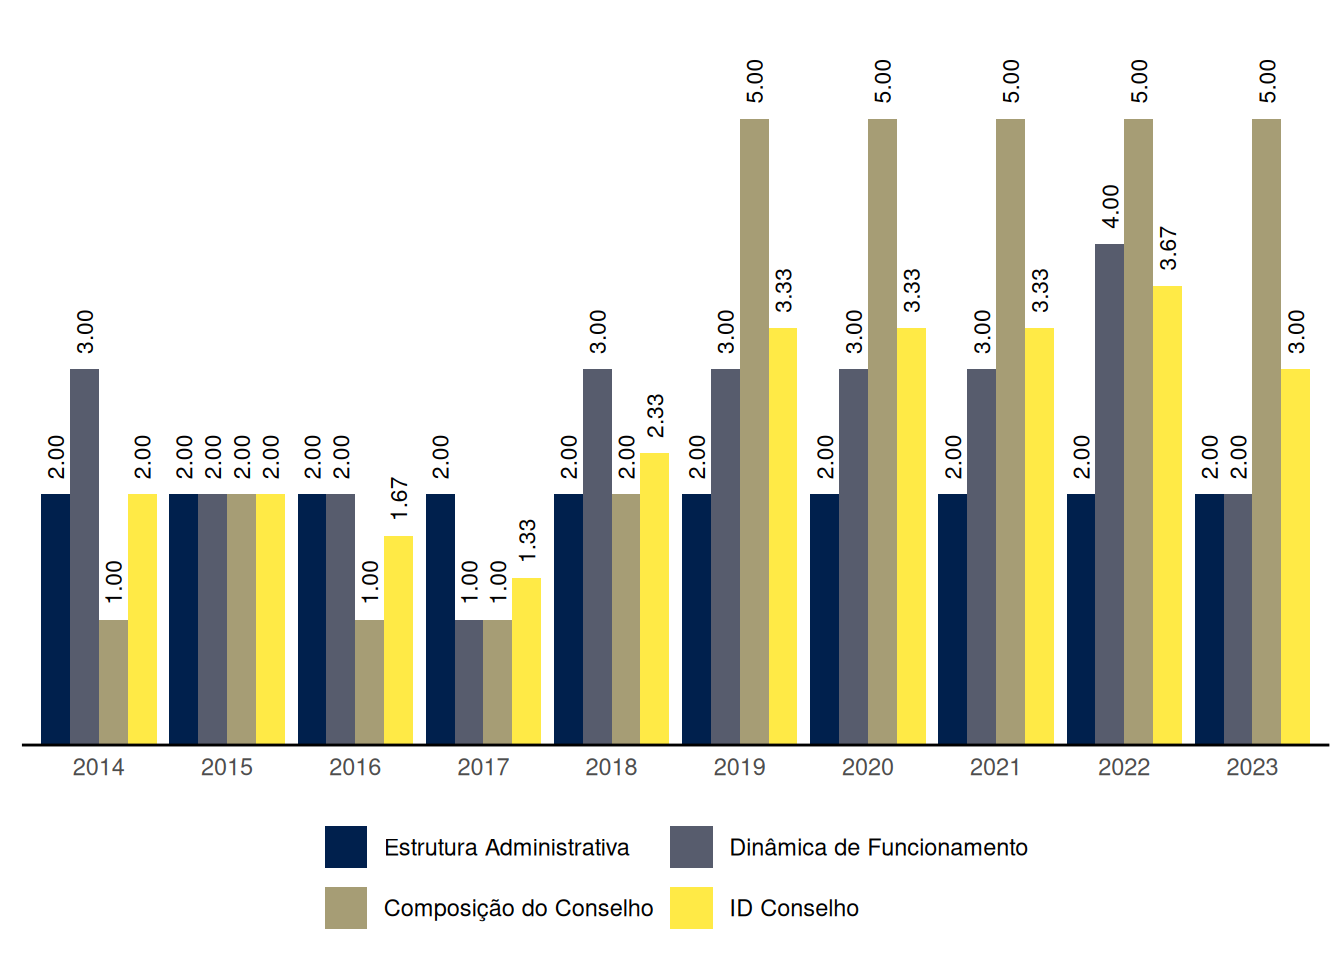 2.00 3.00 1.00 2.00
2.00 2.00 2.00 2.00
2.00 2.00 1.00 1.67
2.00 1.00 1.00 1.33
2.00 3.00 2.00 2.33
2.00 3.00 5.00 3.33
2.00 3.00 5.00 3.33
2.00 3.00 5.00 3.33
2.00 4.00 5.00 3.67
2.00 2.00 5.00 3.00
2014 2015 2016 2017 2018 2019 2020 2021 2022 2023
Estrutura Administrativa Dinâmica de Funcionamento
Composição do Conselho ID Conselho